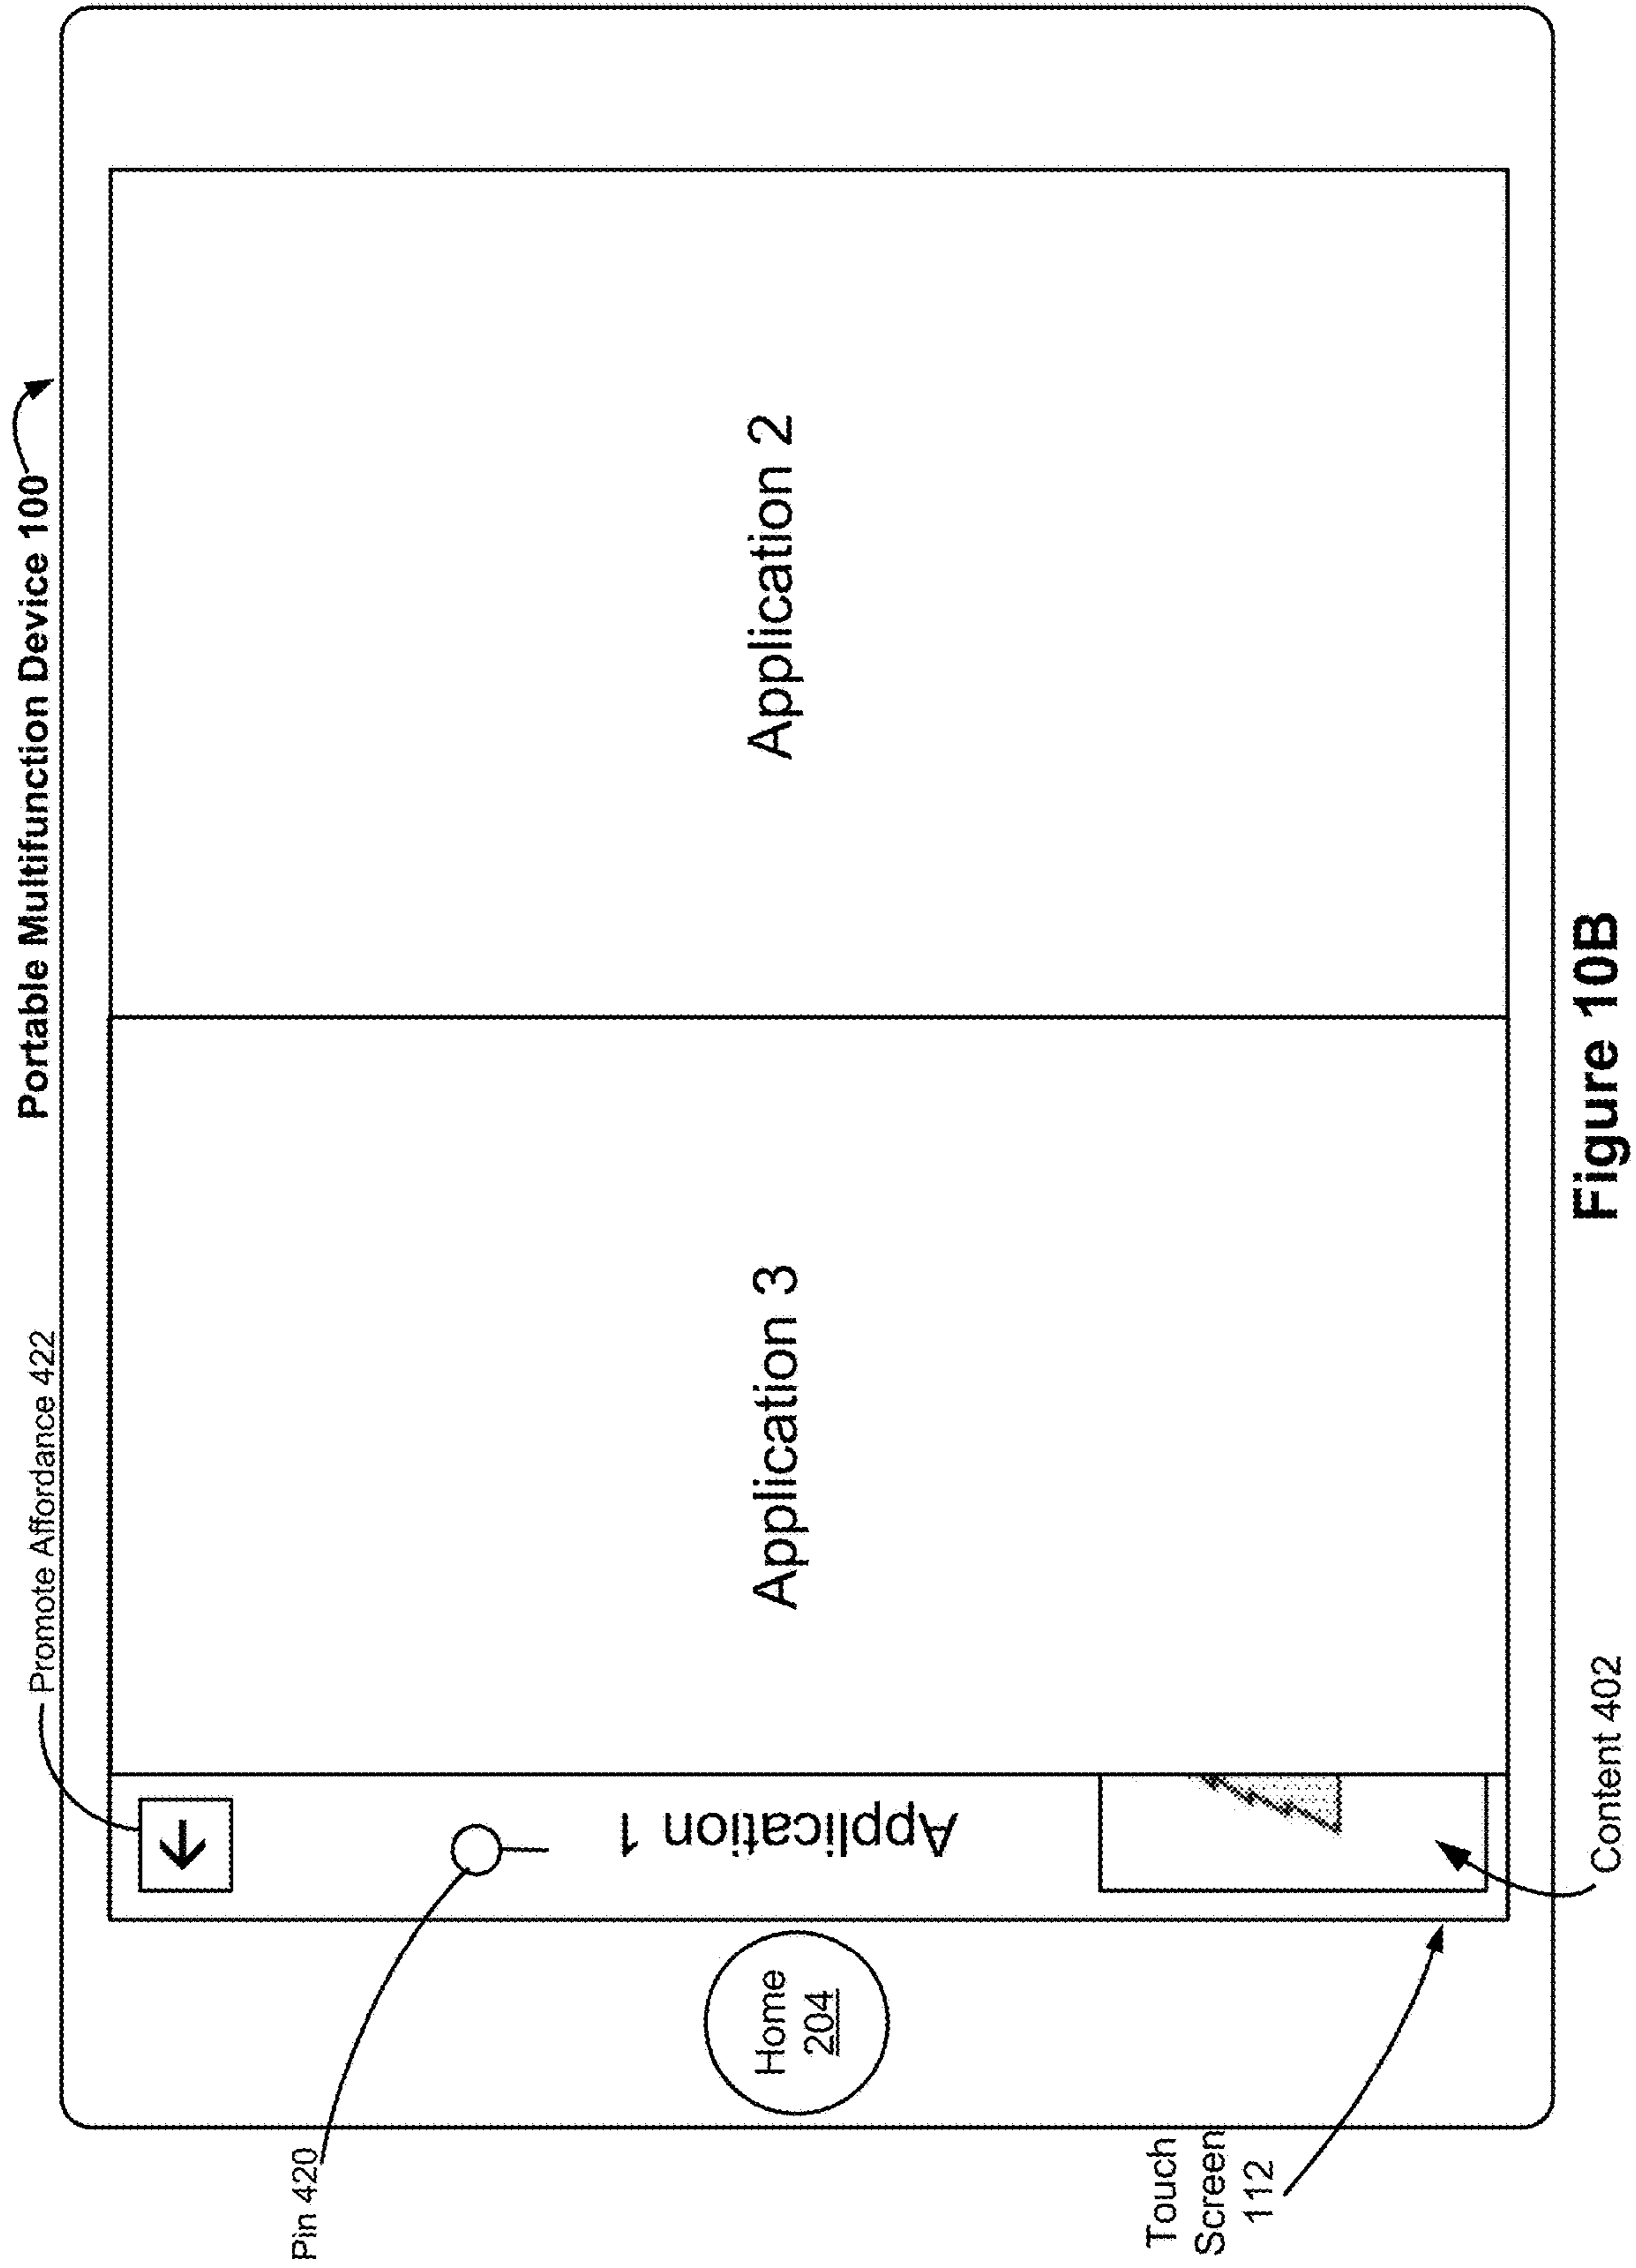 Portable Multifunction Device 100
Promote Affordance 422
Pin 420
Application 1
Application 3
Application 2
Home
204
Touch
Screen
112
Content 402
Figure 10B